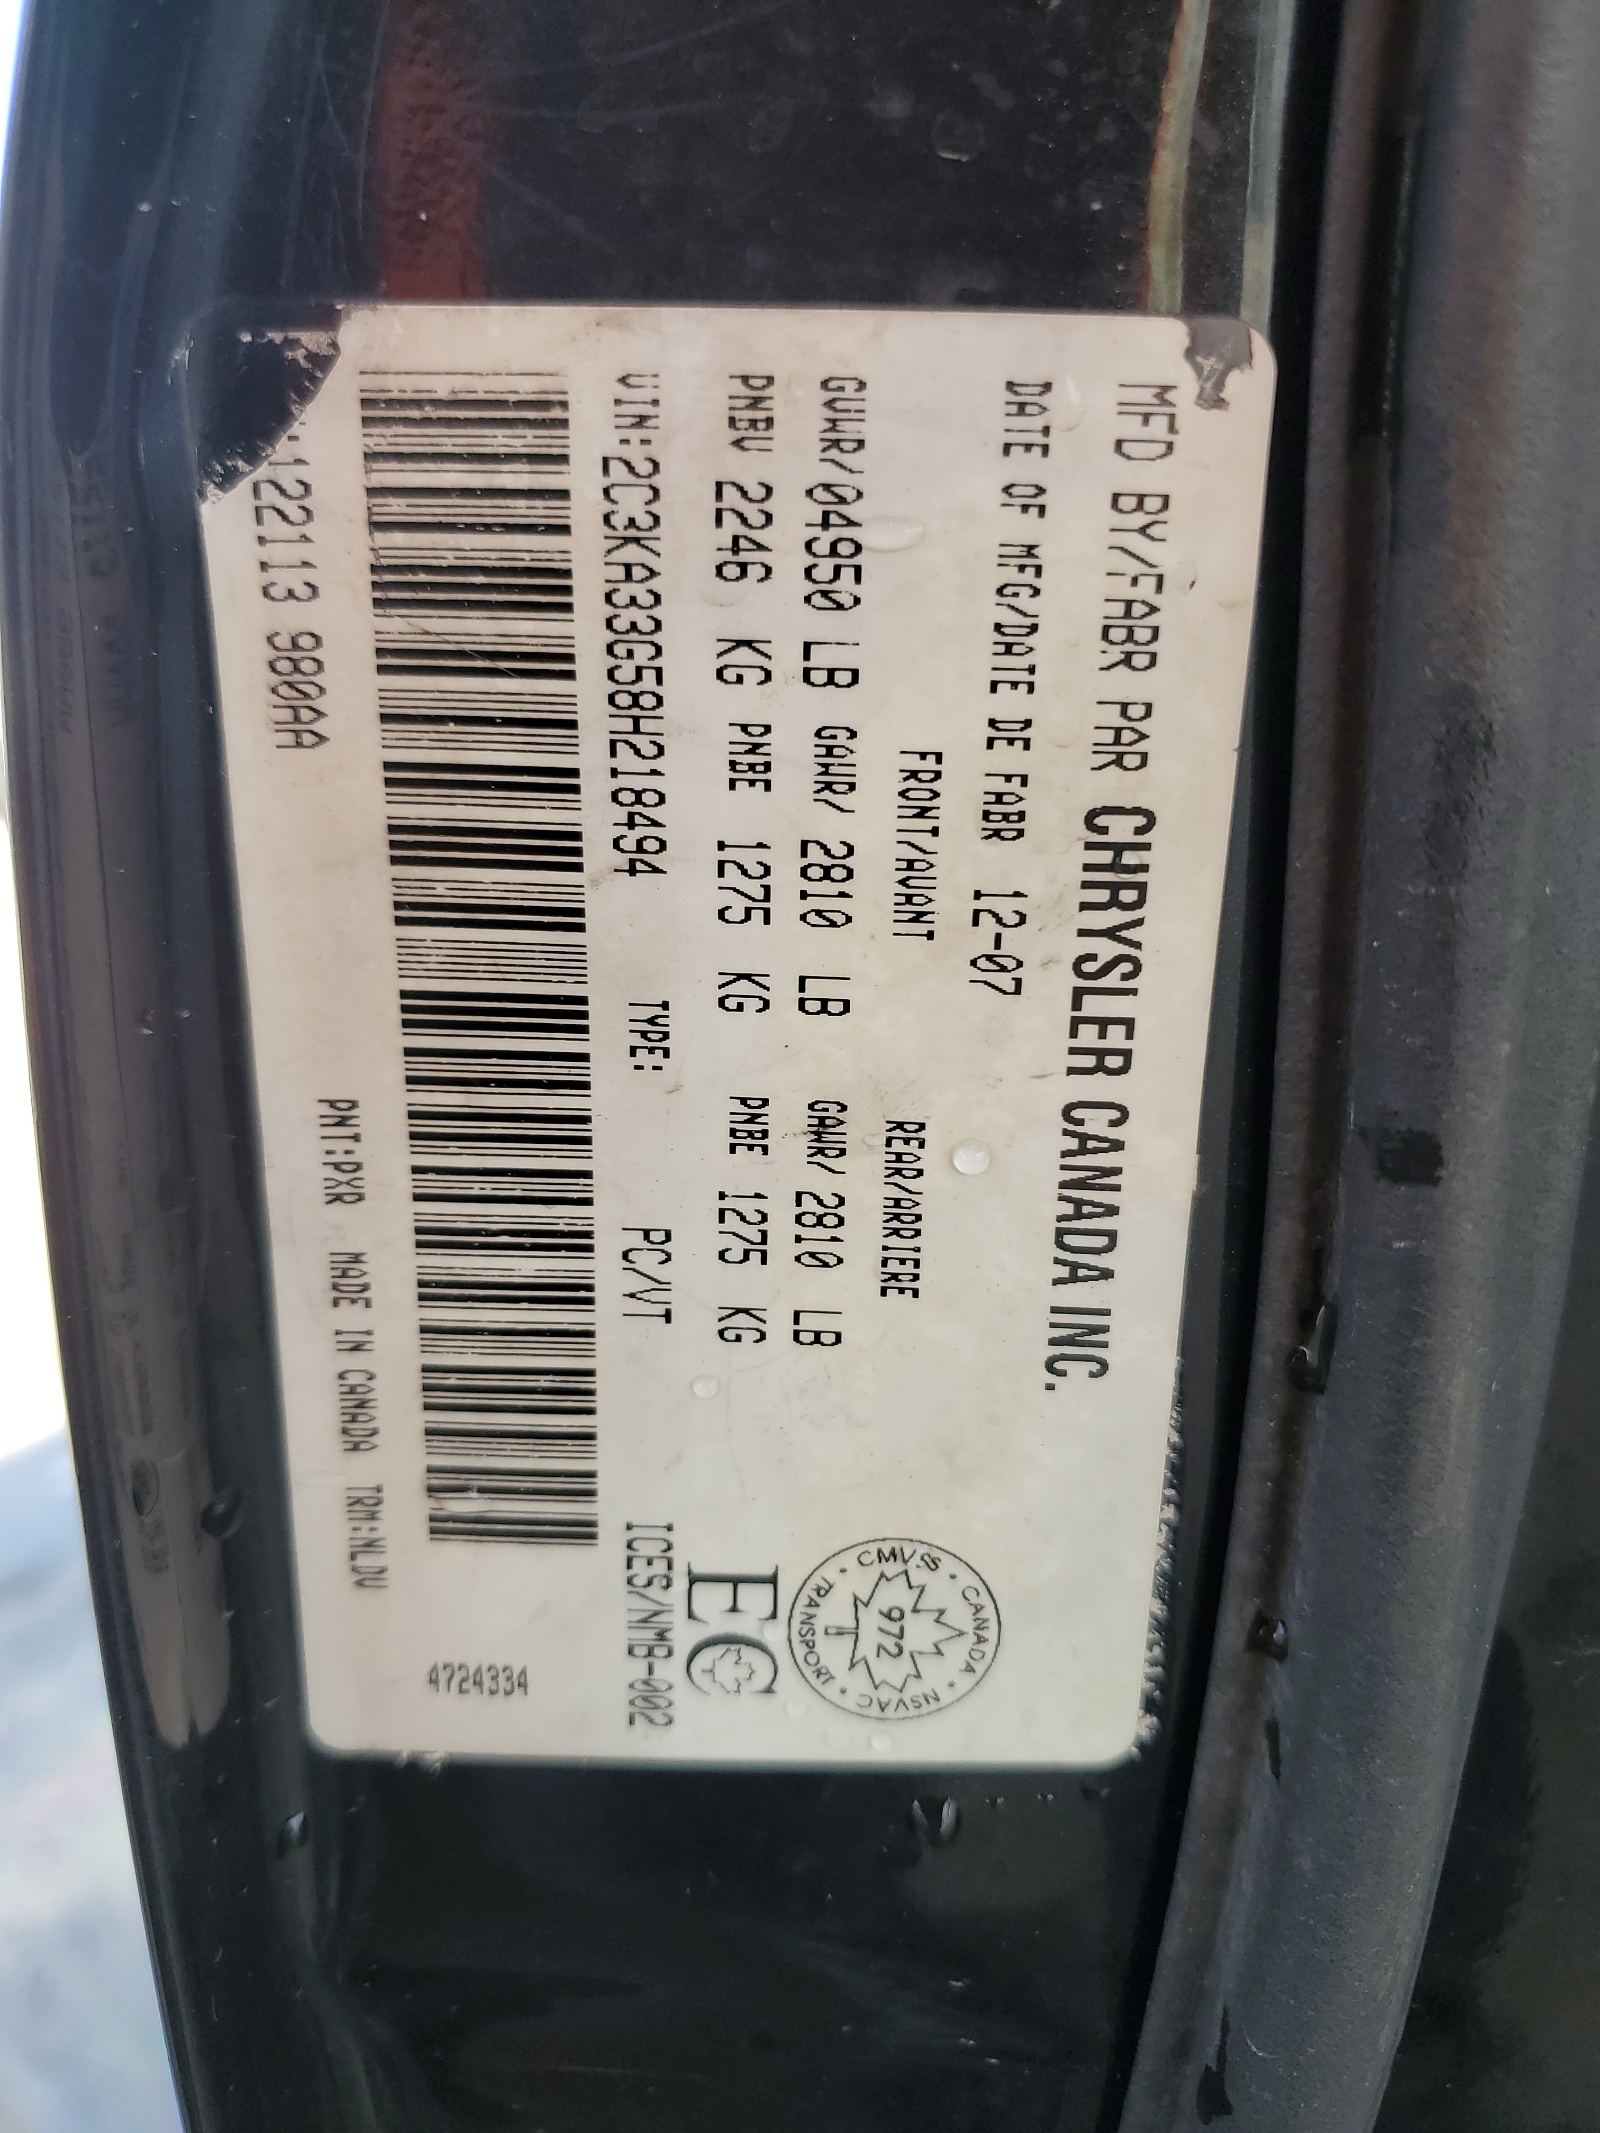 MFD BY/FABR PAR CHRYSLER CANADA INC.
DATE OF MFG/DATE DE FABR 12-07
FRONT/AVANT REAR/ARRIERE
GVWR/04950 LB GAWR/ 2810 LB GAWR/ 2810 LB
PNBV 2246 KG PNBE 1275 KG PNBE 1275 KG
CMVSS • CANADA • NSVAC • TRANSPORT •
972
EC
VIN:2C3KA33G58H218494 TYPE: PC/VT ICES/NMB-002
:122113 980AA
PNT:PXR MADE IN CANADA TRM:NLDV
4724334